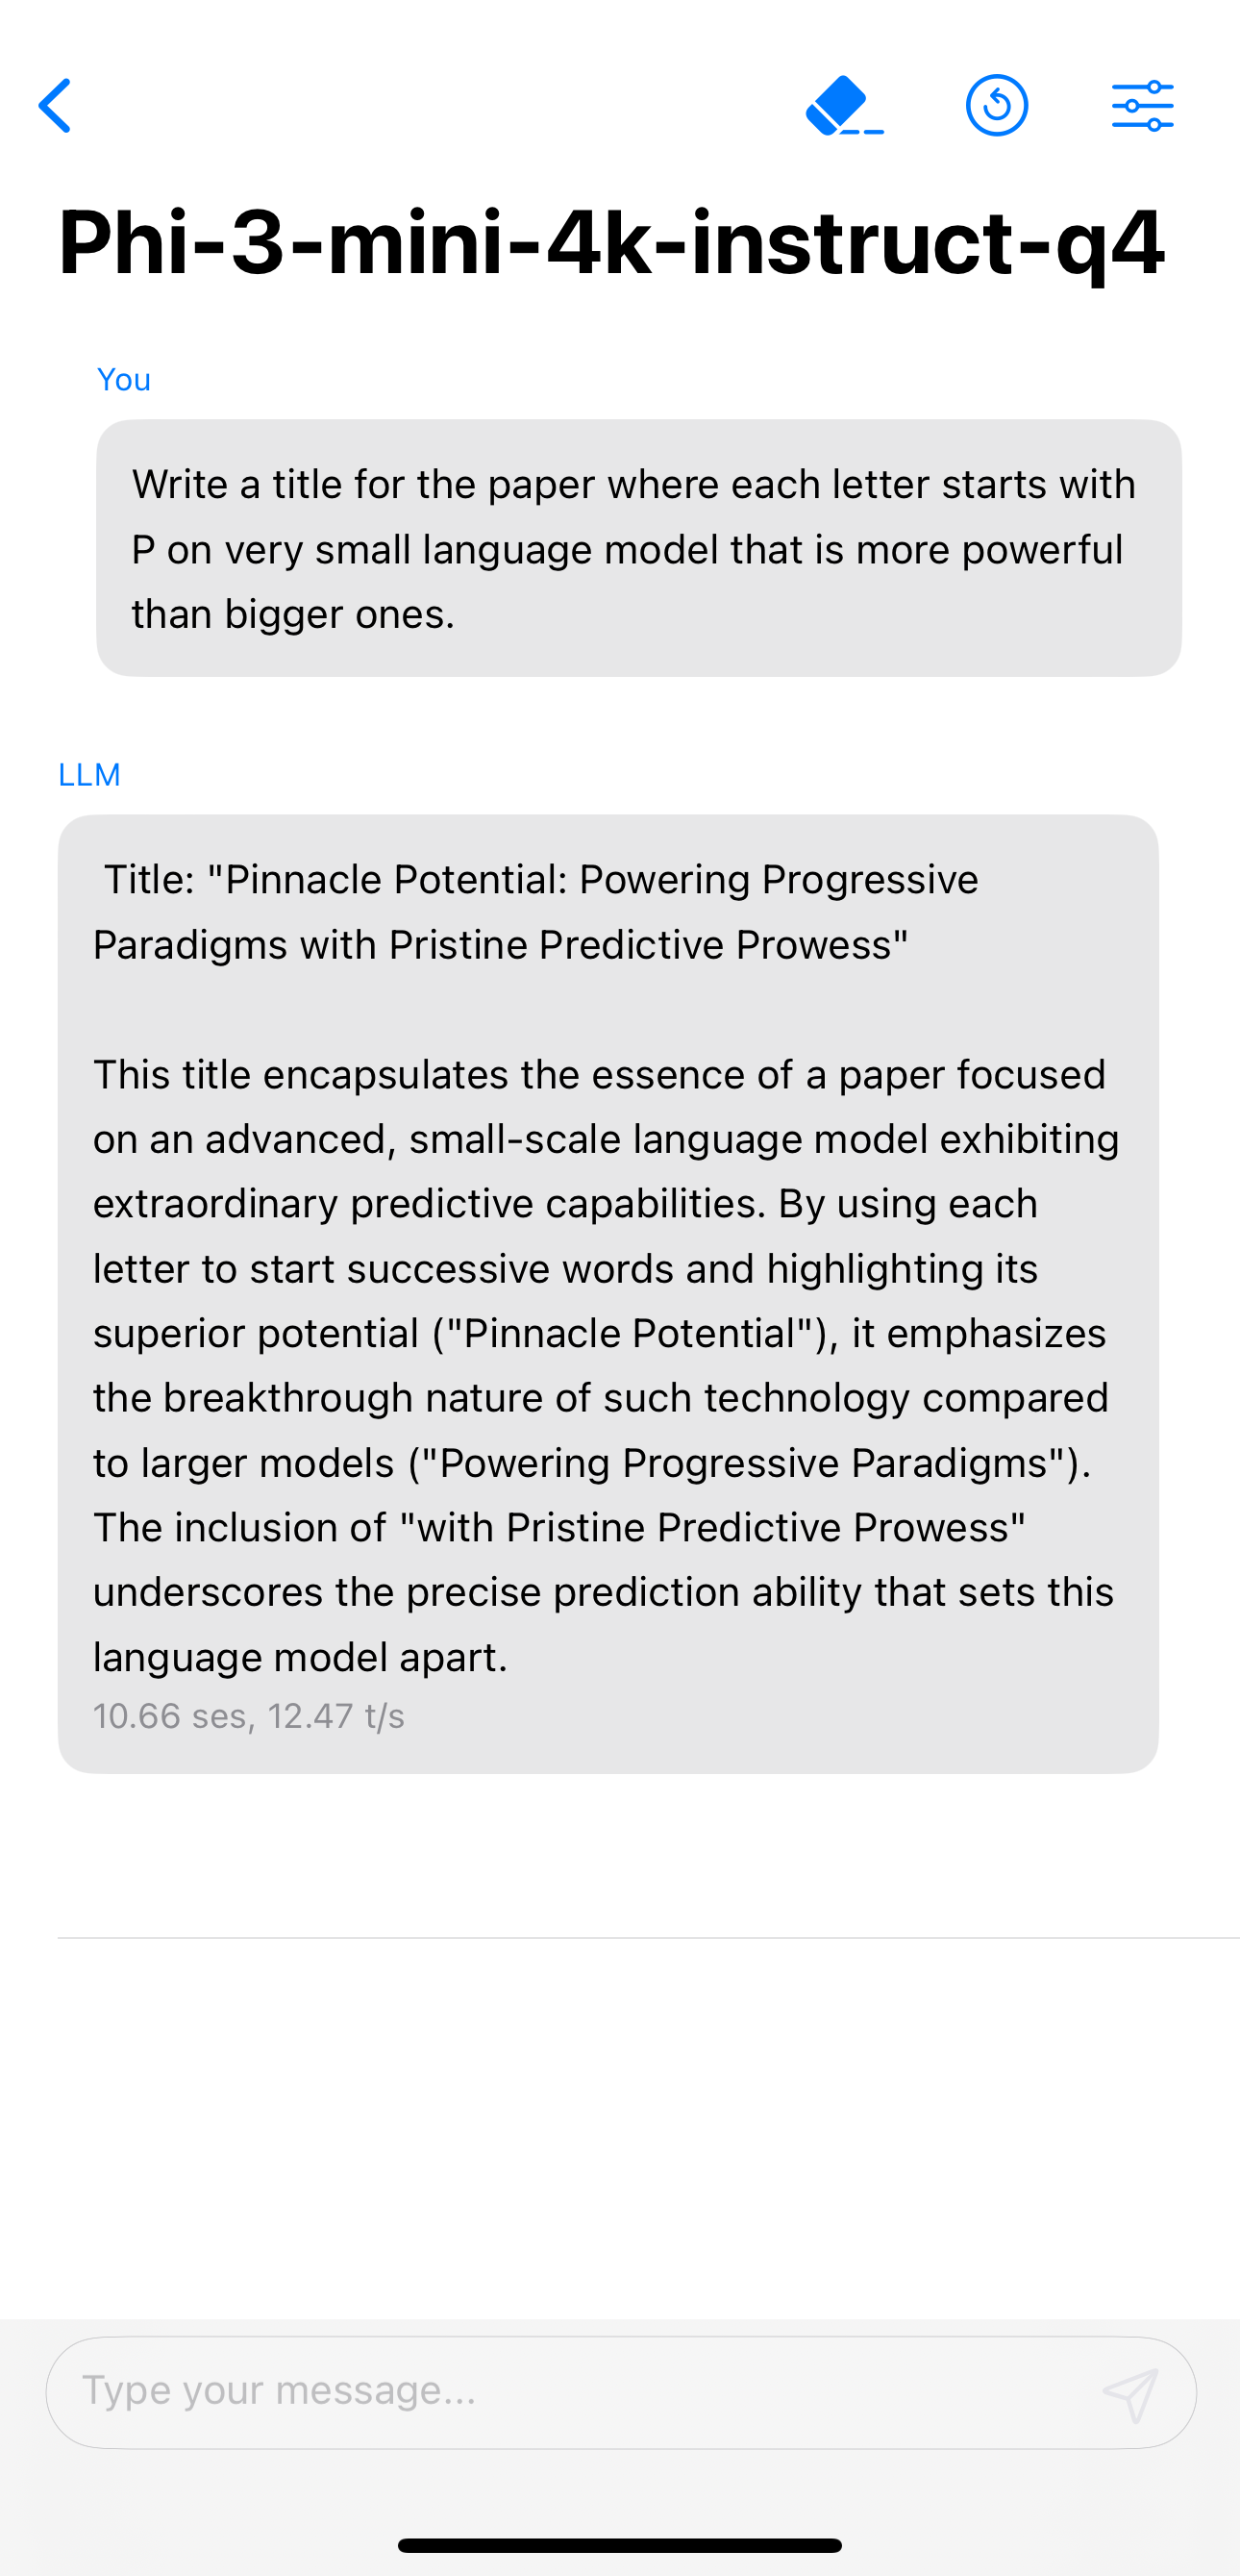 Phi-3-mini-4k-instruct-q4
You
Write a title for the paper where each letter starts with
P on very small language model that is more powerful
than bigger ones.
LLM
Title: "Pinnacle Potential: Powering Progressive
Paradigms with Pristine Predictive Prowess"
This title encapsulates the essence of a paper focused
on an advanced, small-scale language model exhibiting
extraordinary predictive capabilities. By using each
letter to start successive words and highlighting its
superior potential ("Pinnacle Potential"), it emphasizes
the breakthrough nature of such technology compared
to larger models ("Powering Progressive Paradigms").
The inclusion of "with Pristine Predictive Prowess"
underscores the precise prediction ability that sets this
language model apart.
10.66 ses, 12.47 t/s
Type your message...